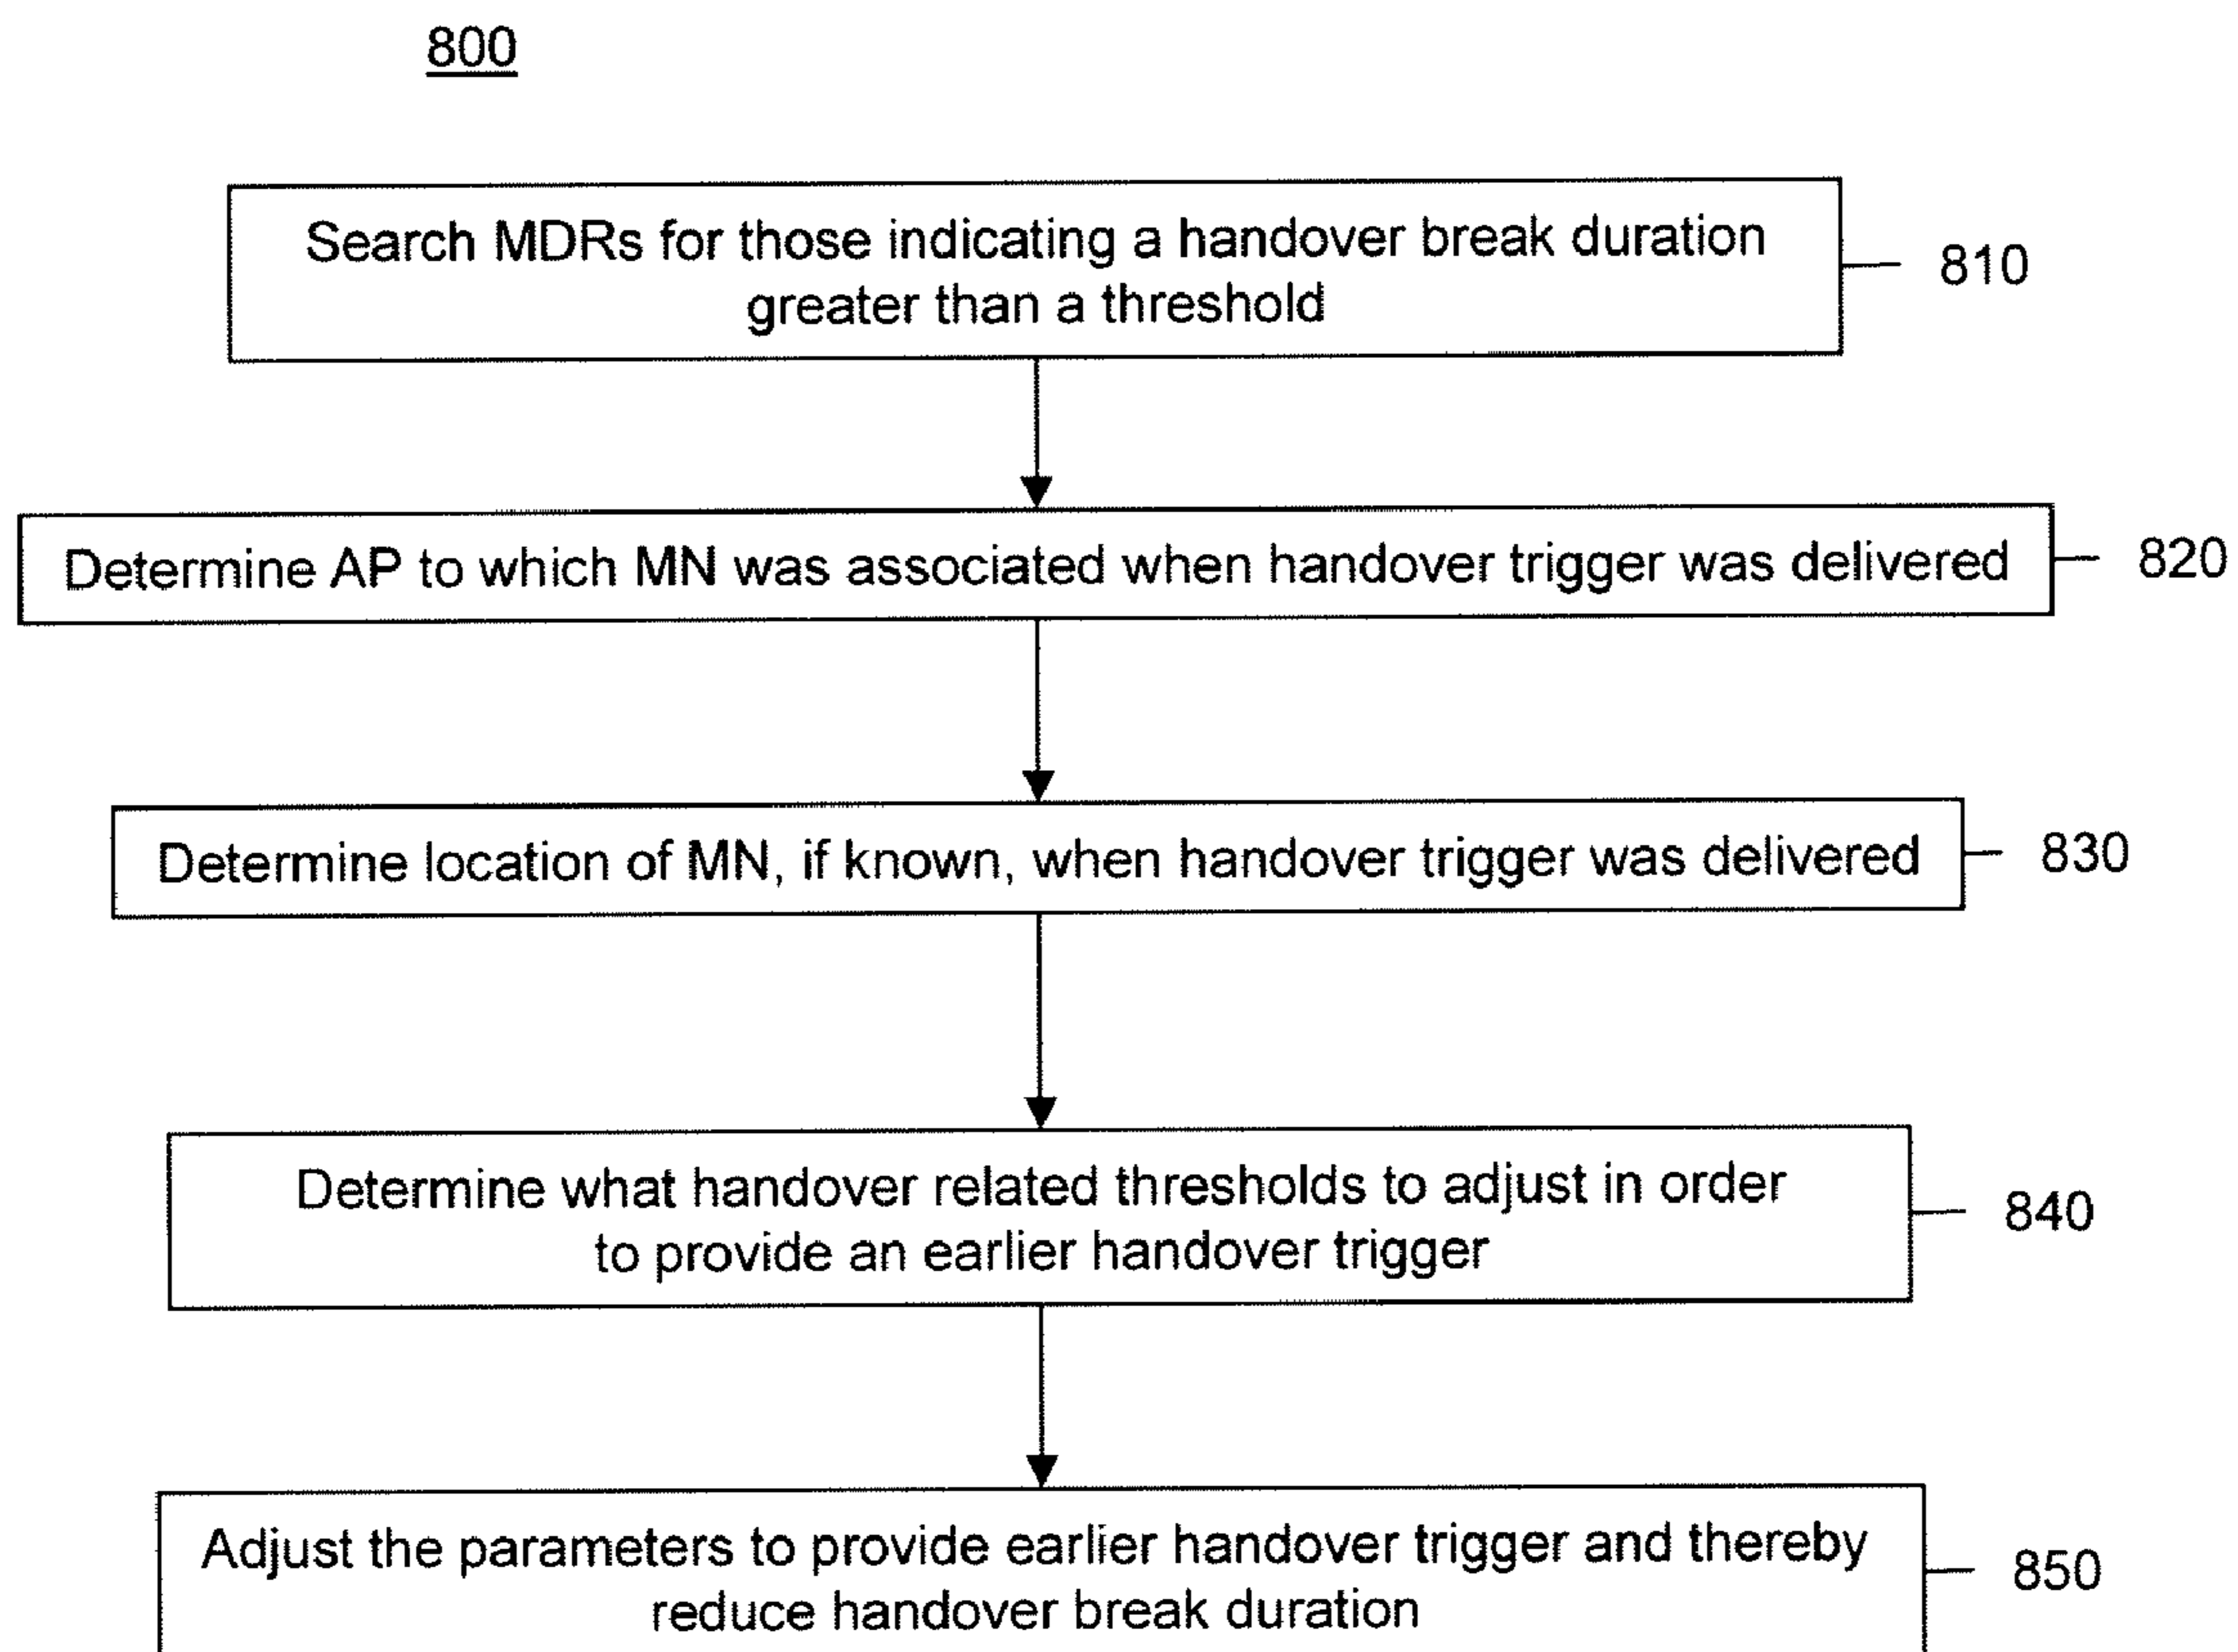 800
Search MDRs for those indicating a handover break duration
greater than a threshold
810
Determine AP to which MN was associated when handover trigger was delivered
820
Determine location of MN, if known, when handover trigger was delivered
830
Determine what handover related thresholds to adjust in order
to provide an earlier handover trigger
840
Adjust the parameters to provide earlier handover trigger and thereby
reduce handover break duration
850